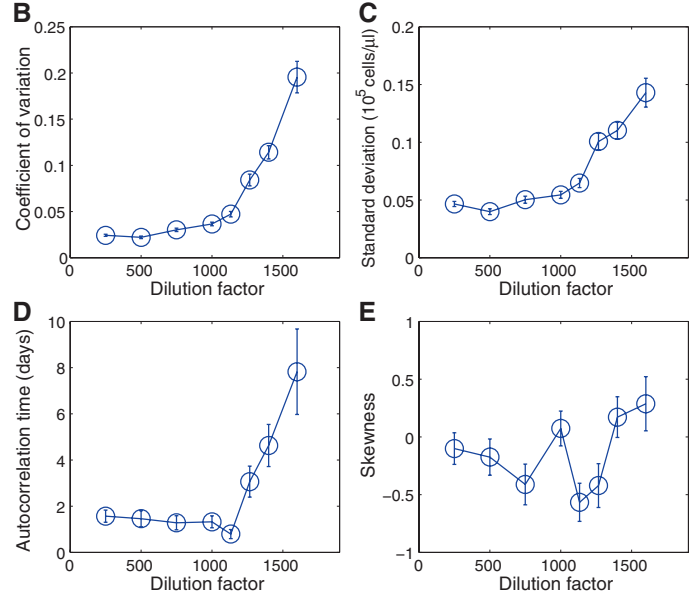 B
Coefficient of variation
0.25
0.2
0.15
0.1
0.05
0
0 500 1000 1500
Dilution factor
C
Standard deviation (10⁵ cells/µl)
0.2
0.15
0.1
0.05
0
0 500 1000 1500
Dilution factor
D
Autocorrelation time (days)
10
8
6
4
2
0
0 500 1000 1500
Dilution factor
E
Skewness
1
0.5
0
−0.5
−1
0 500 1000 1500
Dilution factor